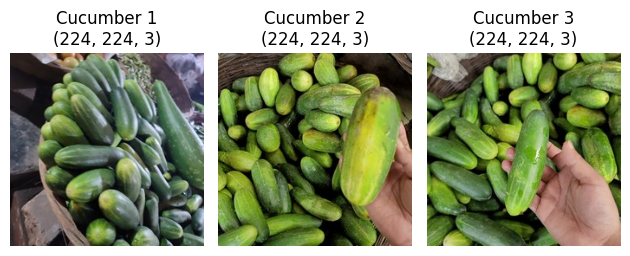 Cucumber 1
(224, 224, 3)
Cucumber 2
(224, 224, 3)
Cucumber 3
(224, 224, 3)